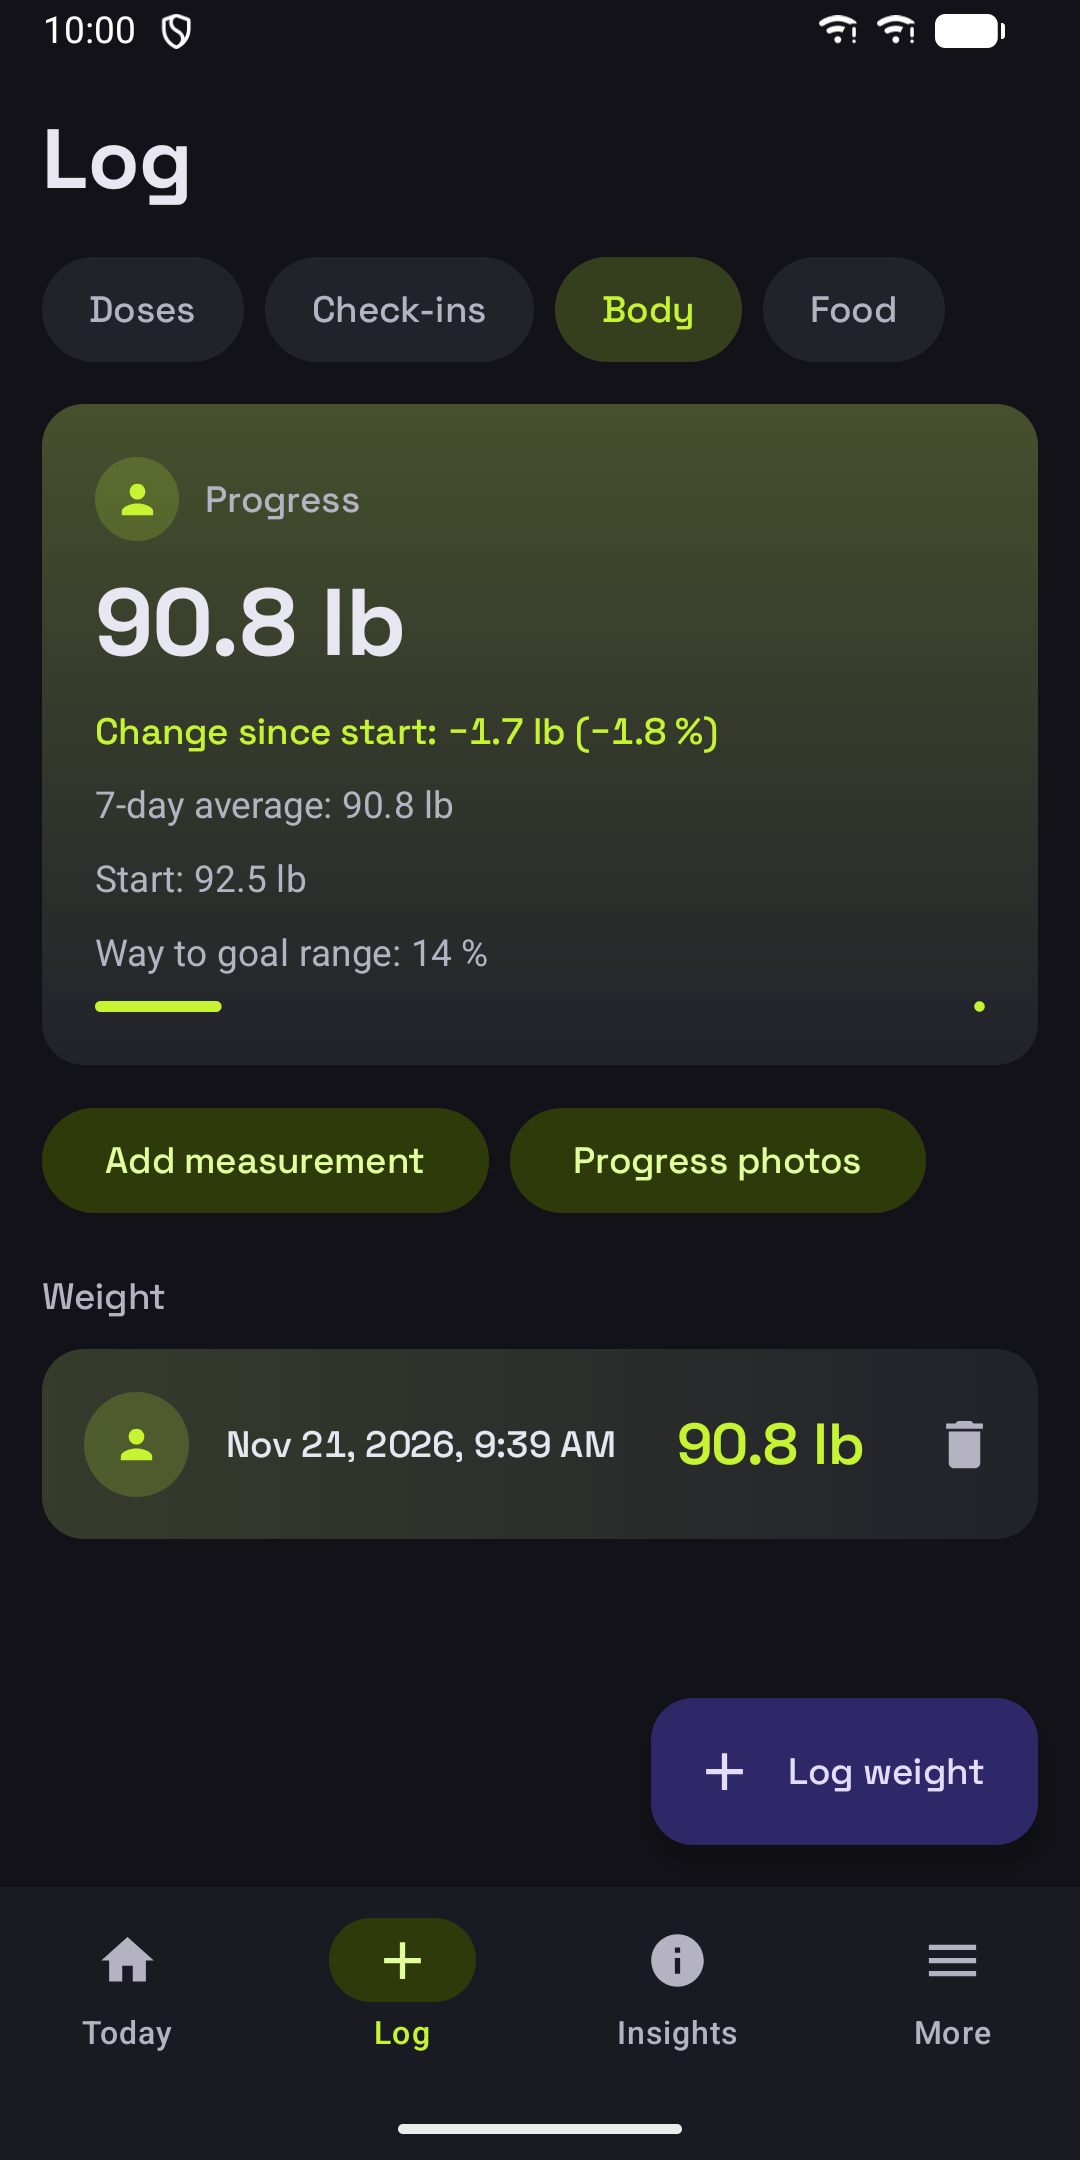 10:00
Log
Doses
Check-ins
Body
Food
Progress
90.8 lb
Change since start: −1.7 lb (−1.8 %)
7-day average: 90.8 lb
Start: 92.5 lb
Way to goal range: 14 %
Add measurement
Progress photos
Weight
Nov 21, 2026, 9:39 AM
90.8 lb
Log weight
Today
Log
Insights
More